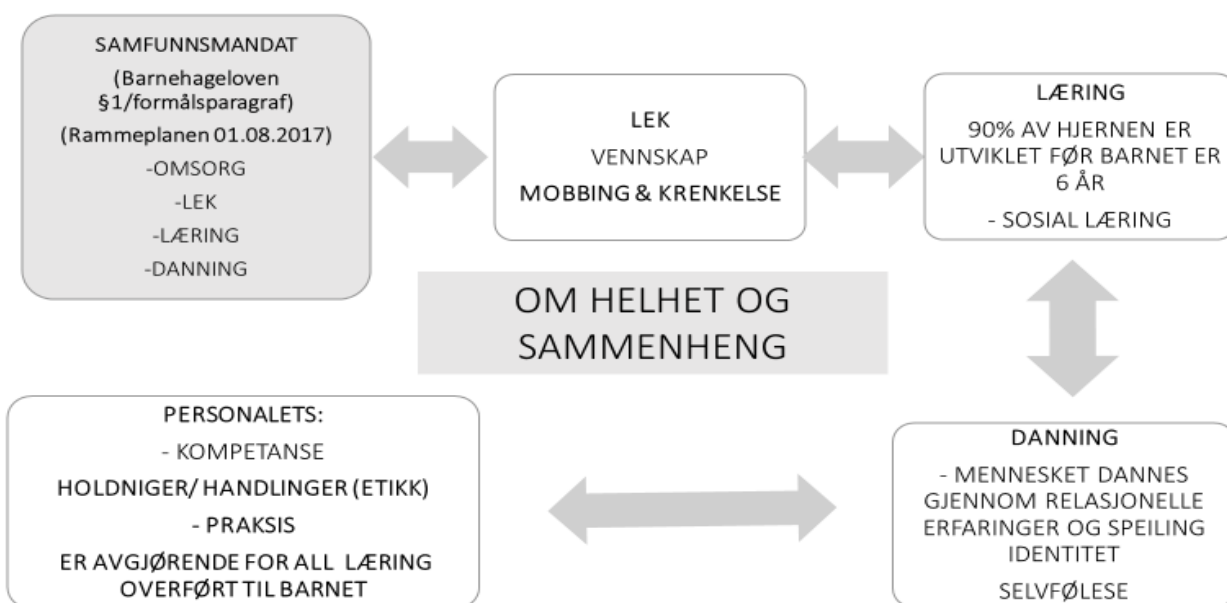 SAMFUNNSMANDAT
(Barnehageloven
§1/formålsparagraf)
(Rammeplanen 01.08.2017)
-OMSORG
-LEK
-LÆRING
-DANNING
LEK
VENNSKAP
MOBBING & KRENKELSE
LÆRING
90% AV HJERNEN ER
UTVIKLET FØR BARNET ER
6 ÅR
- SOSIAL LÆRING
OM HELHET OG
SAMMENHENG
PERSONALETS:
- KOMPETANSE
HOLDNIGER/ HANDLINGER (ETIKK)
- PRAKSIS
ER AVGJØRENDE FOR ALL LÆRING
OVERFØRT TIL BARNET
DANNING
- MENNESKET DANNES
GJENNOM RELASJONELLE
ERFARINGER OG SPEILING
IDENTITET
SELVFØLESE